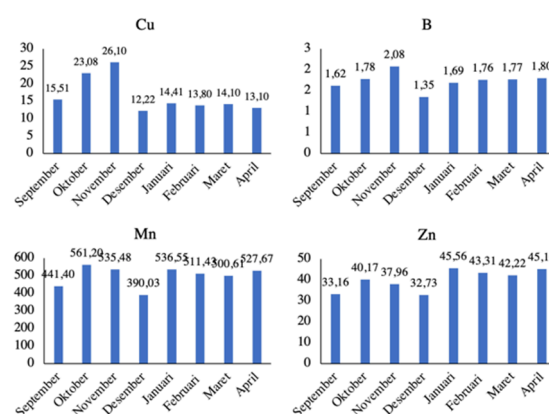 Cu
30
25
20
15
10
5
0
15,51 23,08 26,10 12,22 14,41 13,80 14,10 13,10
September Oktober November Desember Januari Februari Maret April
B
3
2
2
1
1
0
1,62 1,78 2,08 1,35 1,69 1,76 1,77 1,80
September Oktober November Desember Januari Februari Maret April
Mn
600
500
400
300
200
100
0
441,40 561,20 535,48 390,03 536,55 511,43 500,61 527,67
September Oktober November Desember Januari Februari Maret April
Zn
50
40
30
20
10
0
33,16 40,17 37,96 32,73 45,56 43,31 42,22 45,1
September Oktober November Desember Januari Februari Maret April